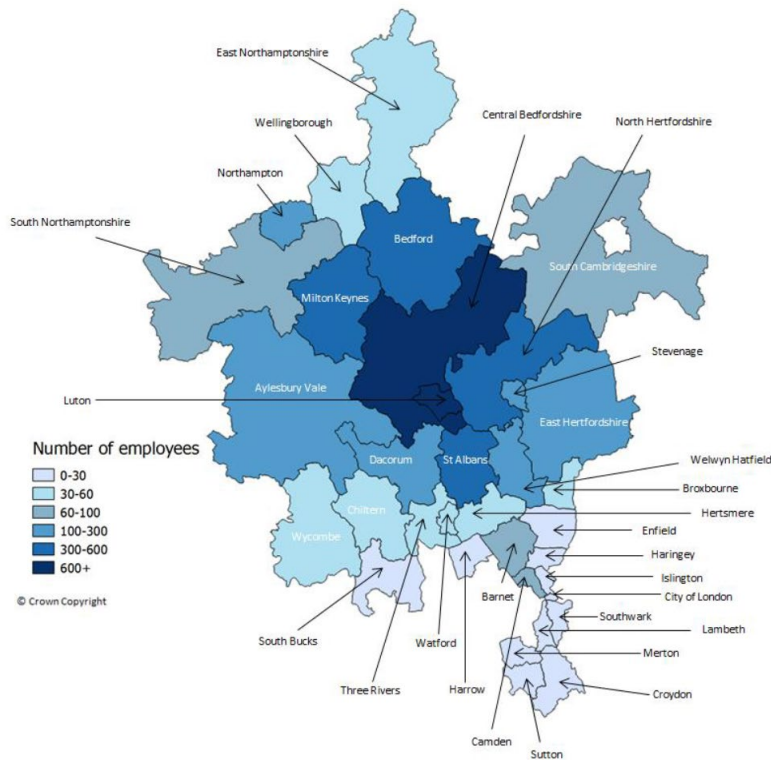 East Northamptonshire
Central Bedfordshire
North Hertfordshire
Wellingborough
Northampton
South Northamptonshire
Bedford
South Cambridgeshire
Milton Keynes
Stevenage
Aylesbury Vale
Luton
East Hertfordshire
Number of employees
0-30
30-60
60-100
100-300
300-600
600+
© Crown Copyright
Dacorum
St Albans
Welwyn Hatfield
Broxbourne
Chiltern
Wycombe
Hertsmere
Enfield
Haringey
Islington
City of London
Barnet
Southwark
Lambeth
South Bucks
Watford
Merton
Three Rivers
Harrow
Croydon
Camden
Sutton